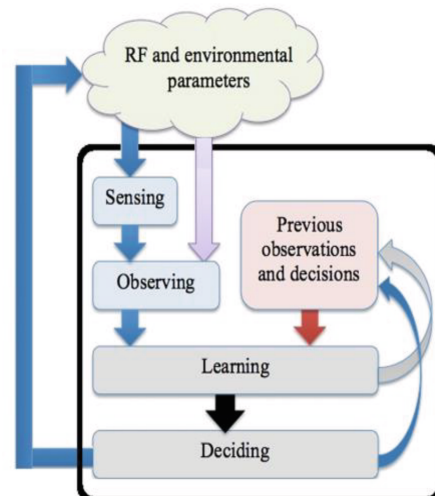 RF and environmental
parameters
Sensing
Observing
Previous
observations
and decisions
Learning
Deciding